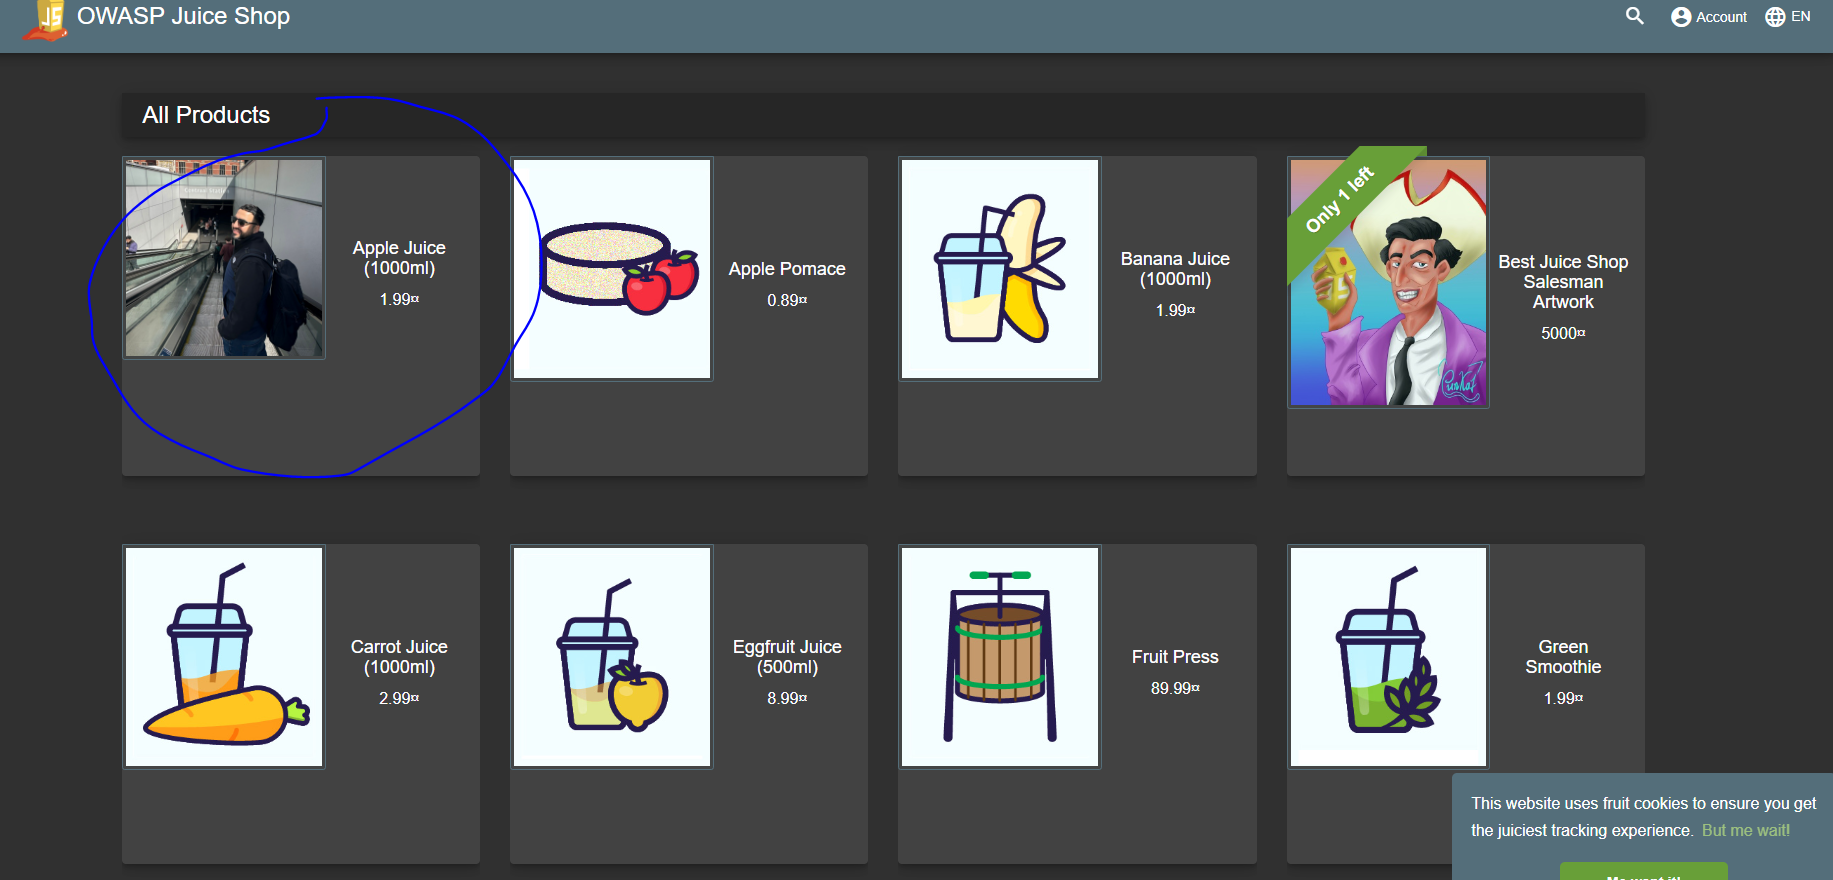 OWASP Juice Shop
Account
EN
All Products
Apple Juice
(1000ml)
1.99¤
Apple Pomace
0.89¤
Banana Juice
(1000ml)
1.99¤
Only 1 left
Best Juice Shop
Salesman
Artwork
5000¤
Carrot Juice
(1000ml)
2.99¤
Eggfruit Juice
(500ml)
8.99¤
Fruit Press
89.99¤
Green
Smoothie
1.99¤
This website uses fruit cookies to ensure you get
the juiciest tracking experience. But me wait!
Me want it!